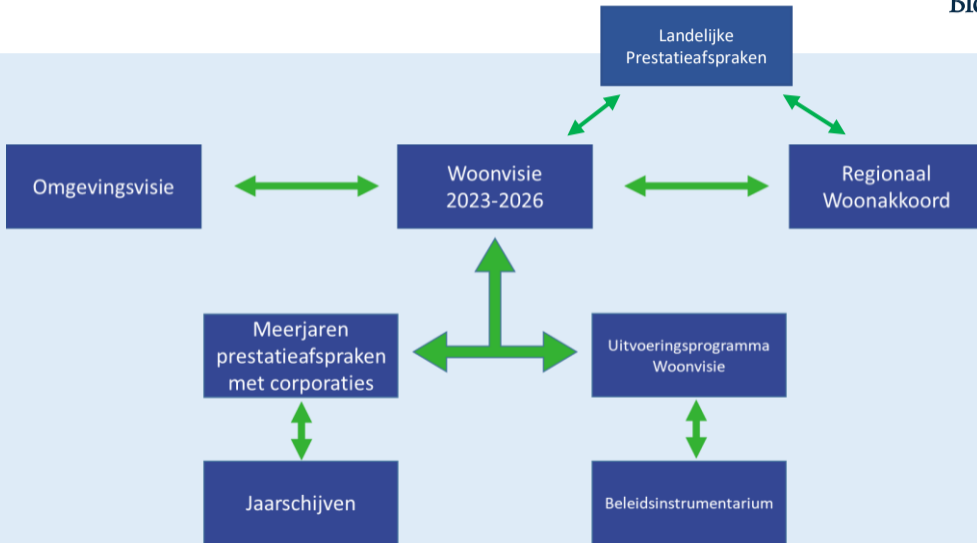 Landelijke
Prestatieafspraken
Omgevingsvisie
Woonvisie
2023-2026
Regionaal
Woonakkoord
Meerjaren
prestatieafspraken
met corporaties
Uitvoeringsprogramma
Woonvisie
Jaarschijven
Beleidsinstrumentarium